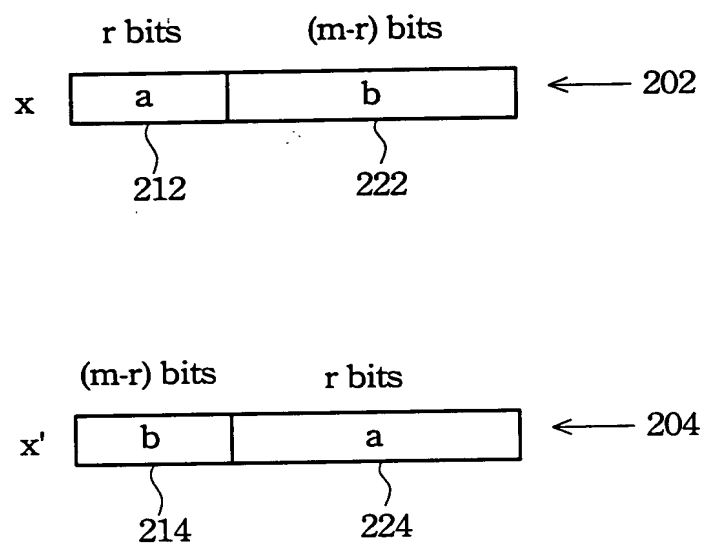 r bits (m-r) bits
x a b 202
212 222
(m-r) bits r bits
x' b a 204
214 224